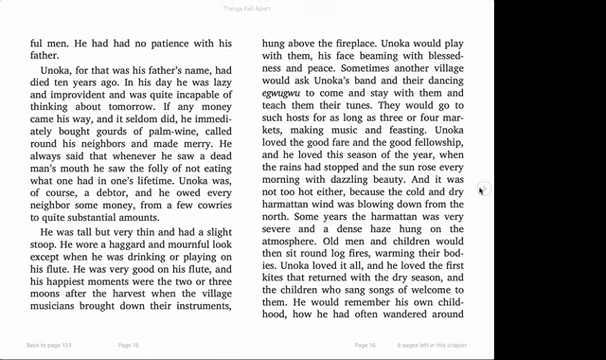 Things Fall Apart
ful men. He had had no patience with his
father.
Unoka, for that was his father's name, had
died ten years ago. In his day he was lazy
and improvident and was quite incapable of
thinking about tomorrow. If any money
came his way, and it seldom did, he immedi-
ately bought gourds of palm-wine, called
round his neighbors and made merry. He
always said that whenever he saw a dead
man's mouth he saw the folly of not eating
what one had in one's lifetime. Unoka was,
of course, a debtor, and he owed every
neighbor some money, from a few cowries
to quite substantial amounts.
He was tall but very thin and had a slight
stoop. He wore a haggard and mournful look
except when he was drinking or playing on
his flute. He was very good on his flute, and
his happiest moments were the two or three
moons after the harvest when the village
musicians brought down their instruments,
Back to page 133
Page 15
hung above the fireplace. Unoka would play
with them, his face beaming with blessed-
ness and peace. Sometimes another village
would ask Unoka's band and their dancing
egwugwu to come and stay with them and
teach them their tunes. They would go to
such hosts for as long as three or four mar-
kets, making music and feasting. Unoka
loved the good fare and the good fellowship,
and he loved this season of the year, when
the rains had stopped and the sun rose every
morning with dazzling beauty. And it was
not too hot either, because the cold and dry
harmattan wind was blowing down from the
north. Some years the harmattan was very
severe and a dense haze hung on the
atmosphere. Old men and children would
then sit round log fires, warming their bod-
ies. Unoka loved it all, and he loved the first
kites that returned with the dry season, and
the children who sang songs of welcome to
them. He would remember his own child-
hood, how he had often wandered around
Page 16
6 pages left in this chapter